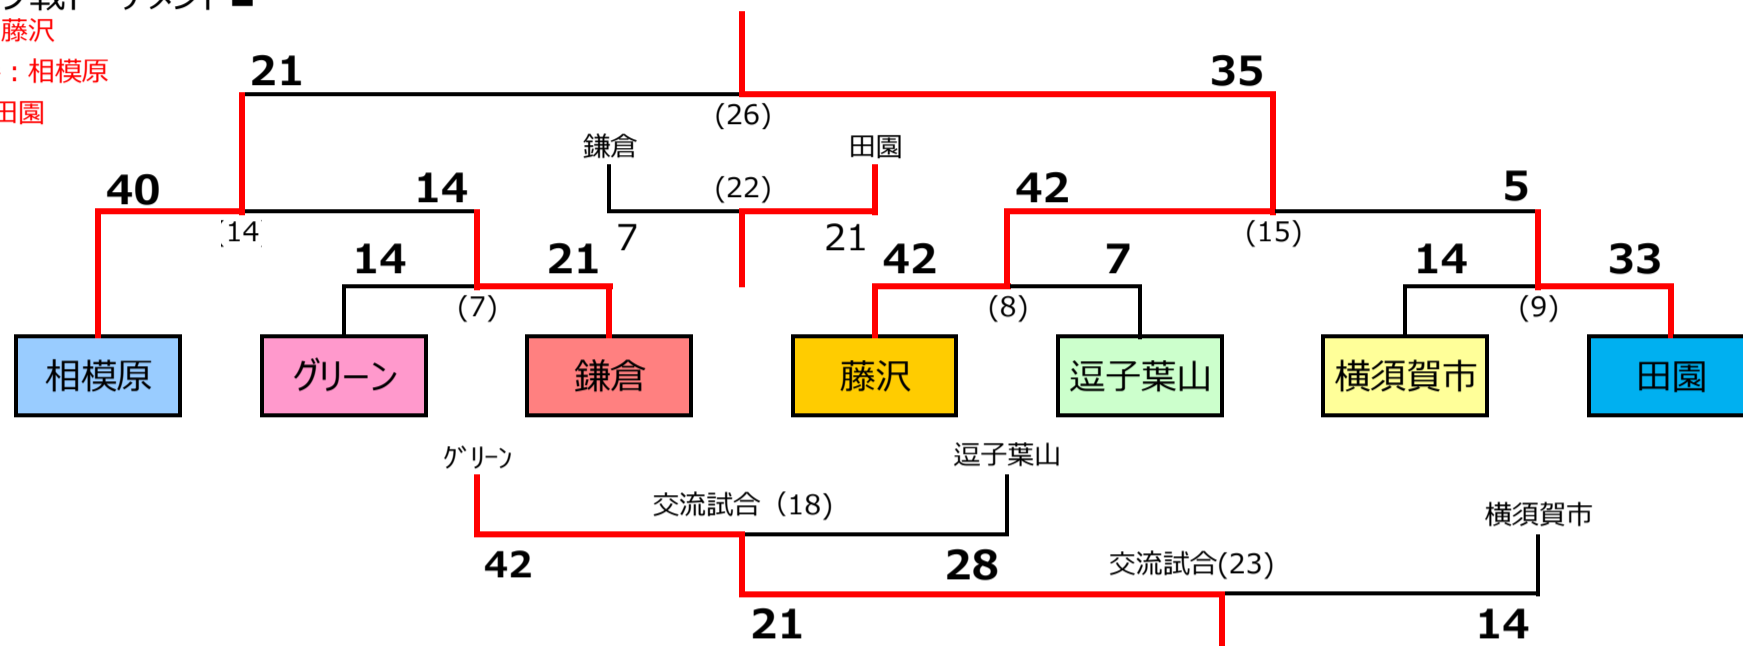 藤沢
：相模原
田園
21 35
(26)
鎌倉 田園
40 14 (22) 42 5
(14 7 21 (15)
14 21 42 7 14 33
(7) (8) (9)
相模原 グリーン 鎌倉 藤沢 逗子葉山 横須賀市 田園
グリーン 逗子葉山
交流試合（18) 横須賀市
42 28 交流試合(23)
21 14